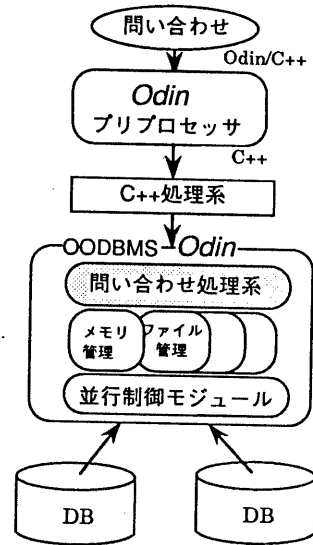 問い合わせ
Odin/C++
Odin
プリプロセッサ
C++
C++処理系
OODBMS Odin
問い合わせ処理系
メモリ
管理
ファイル
管理
並行制御モジュール
DB
DB